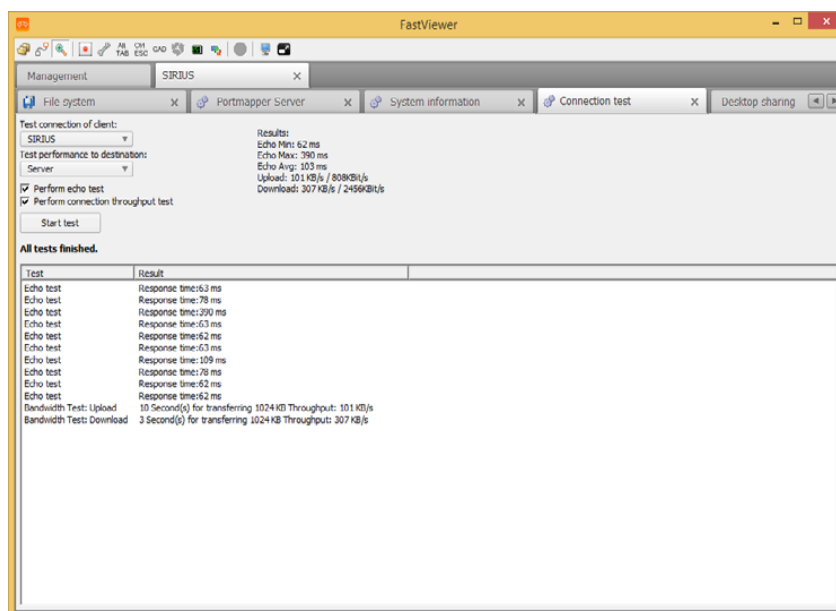 FastViewer
Alt TAB Ctrl ESC CAD
Management SIRIUS
File system Portmapper Server System information Connection test Desktop sharing
Test connection of client:
SIRIUS
Test performance to destination:
Server
Perform echo test
Perform connection throughput test
Start test
All tests finished.
Results:
Echo Min: 62 ms
Echo Max: 390 ms
Echo Avg: 103 ms
Upload: 101 KB/s / 808KBit/s
Download: 307 KB/s / 2456KBit/s
Test Result
Echo test Response time:63 ms
Echo test Response time:78 ms
Echo test Response time:390 ms
Echo test Response time:63 ms
Echo test Response time:62 ms
Echo test Response time:63 ms
Echo test Response time:109 ms
Echo test Response time:78 ms
Echo test Response time:62 ms
Echo test Response time:62 ms
Bandwidth Test: Upload 10 Second(s) for transferring 1024 KB Throughput: 101 KB/s
Bandwidth Test: Download 3 Second(s) for transferring 1024 KB Throughput: 307 KB/s